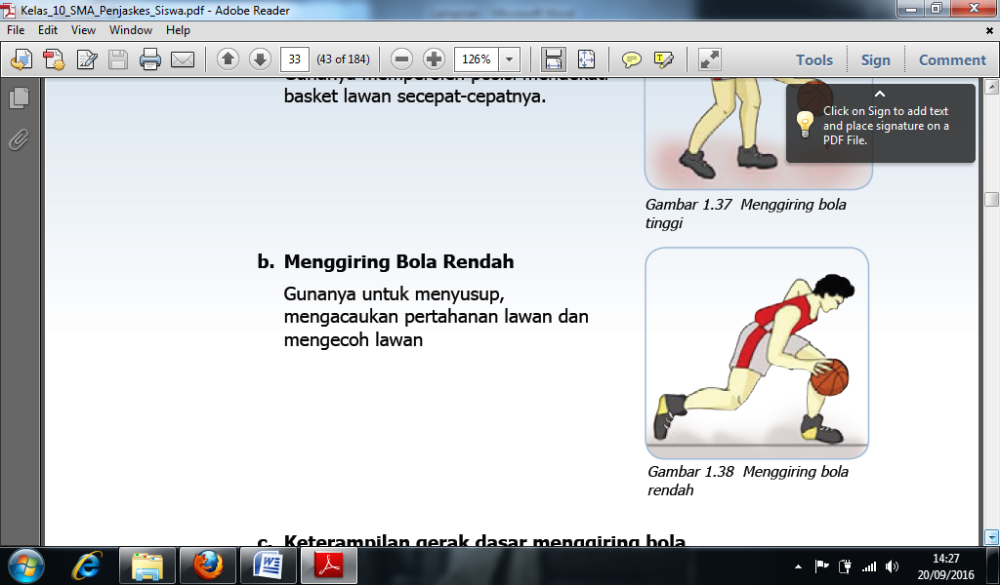 Kelas_10_SMA_Penjaskes_Siswa.pdf - Adobe Reader
File Edit View Window Help
33 (43 of 184) 126% Tools Sign Comment
basket lawan secepat-cepatnya.
Click on Sign to add text
and place signature on a
PDF File.
Gambar 1.37 Menggiring bola
tinggi
b. Menggiring Bola Rendah
Gunanya untuk menyusup,
mengacaukan pertahanan lawan dan
mengecoh lawan
Gambar 1.38 Menggiring bola
rendah
c. Keterampilan gerak dasar menggiring bola
14:27
20/09/2016